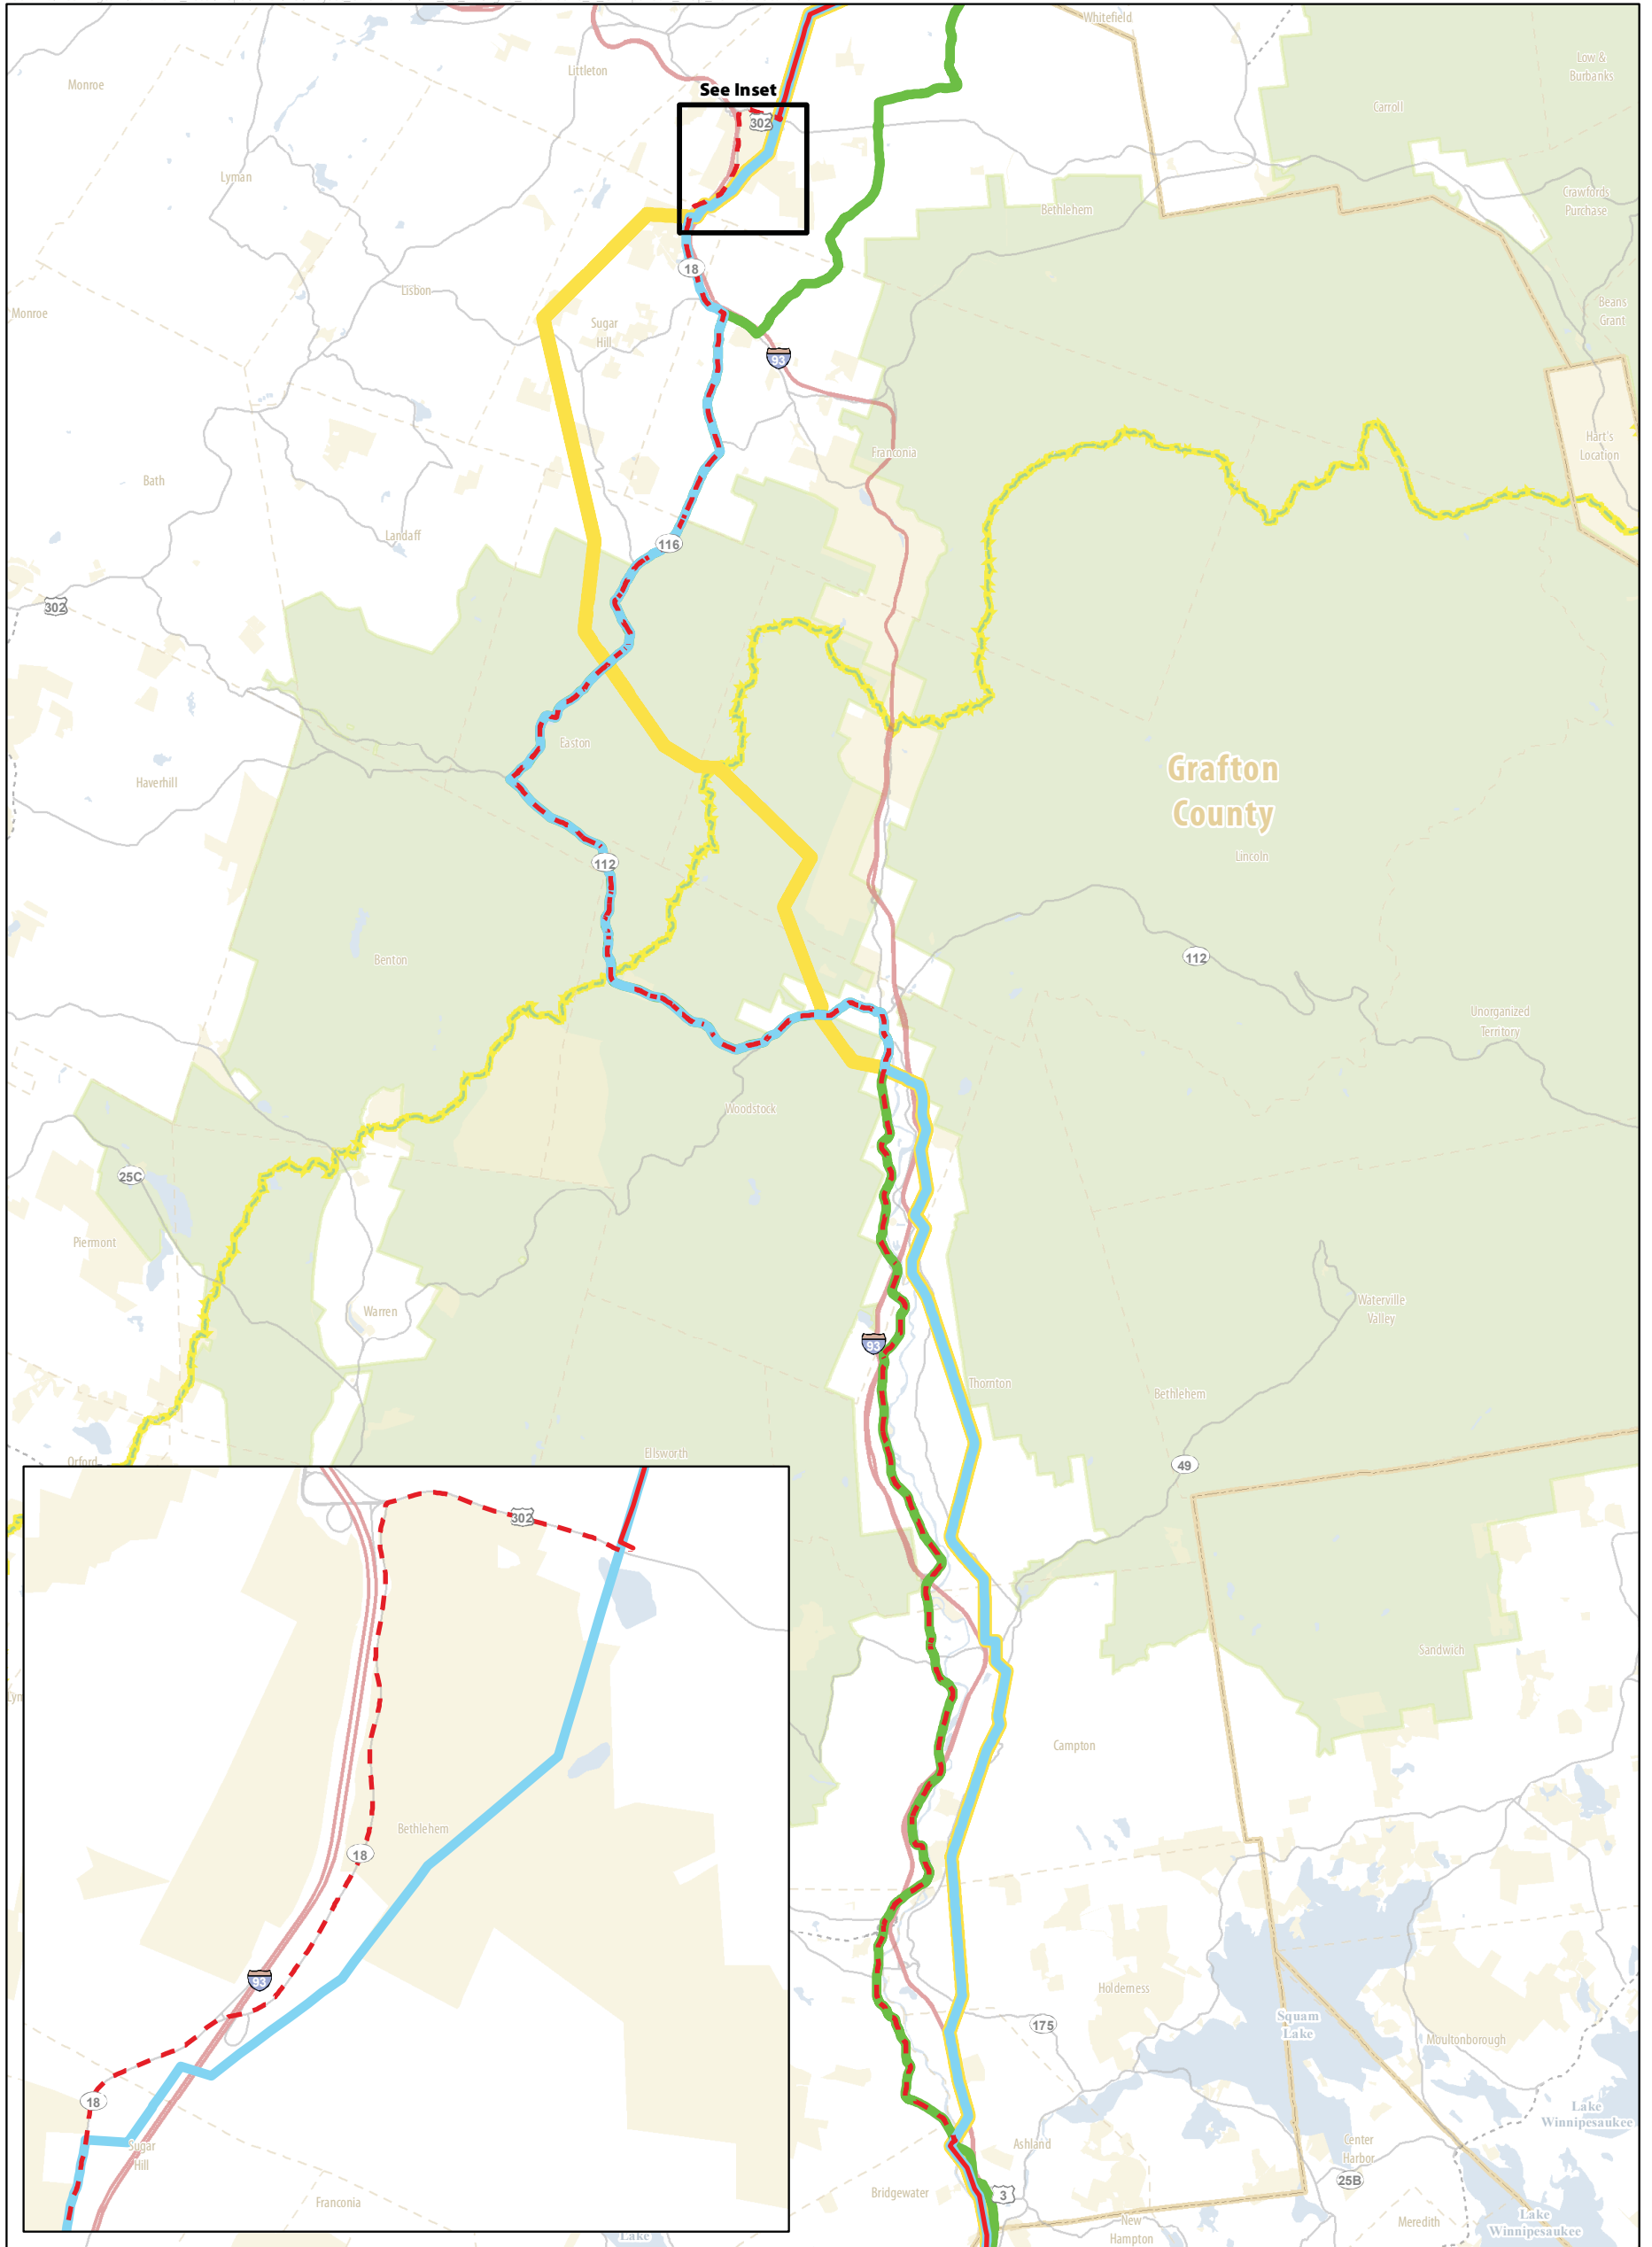 Whitefield
Low &
Burbanks
Monroe
Littleton
See Inset
302
Carroll
Lyman
Bethlehem
Crawfords
Purchase
18
Lisbon
Monroe
Sugar
Hill
Beans
Grant
93
Franconia
Hart's
Location
Bath
Landaff
116
302
Easton
Haverhill
Grafton
County
Lincoln
112
Benton
112
Unorganized
Territory
Woodstock
25C
Piermont
Warren
Waterville
Valley
93
Thornton
Bethlehem
Ellsworth
Orford
49
302
Sandwich
Lyn
Campton
Bethlehem
18
93
Holderness
Squam
Lake
175
Moultonborough
18
Lake
Winnipesaukee
Sugar
Hill
Ashland
Center
Harbor
25B
Franconia
Bridgewater
3
New
Hampton
Meredith
Lake
Winnipesaukee
Lake